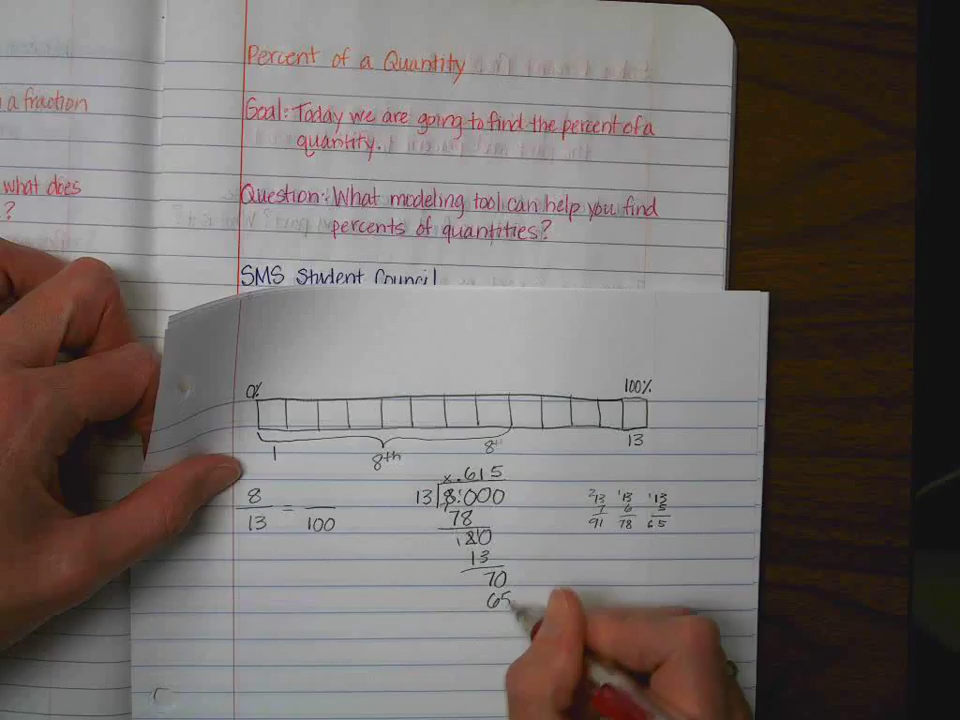 a fraction
what does
?
Percent of a Quantity
Goal: Today we are going to find the percent of a
quantity.
Question: What modeling tool can help you find
percents of quantities?
SMS Student Council
0% 100%
1 8th 8th 13
8/13 = /100
x.615
13 8.000
78
20
13
70
65
13 13 13
7 6 5
91 78 65